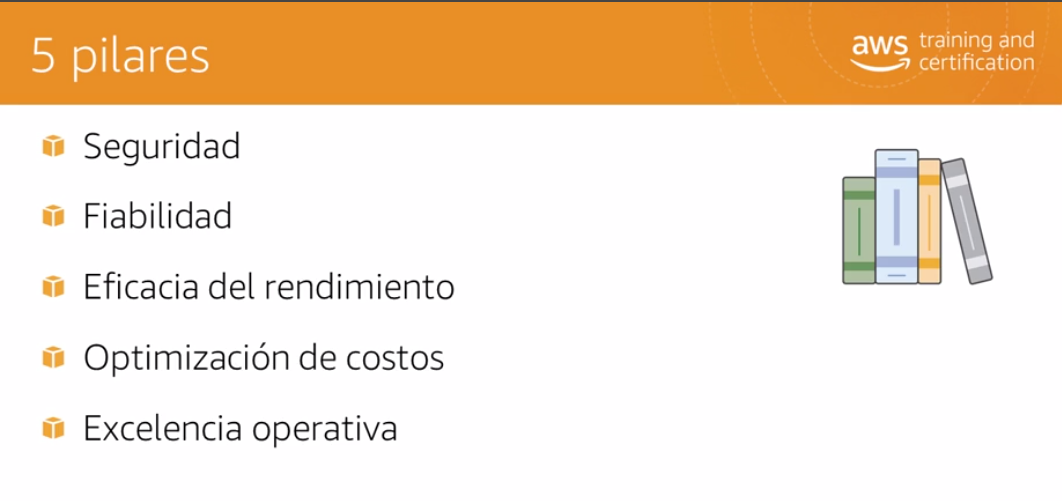 5 pilares
aws training and
certification
Seguridad
Fiabilidad
Eficacia del rendimiento
Optimización de costos
Excelencia operativa